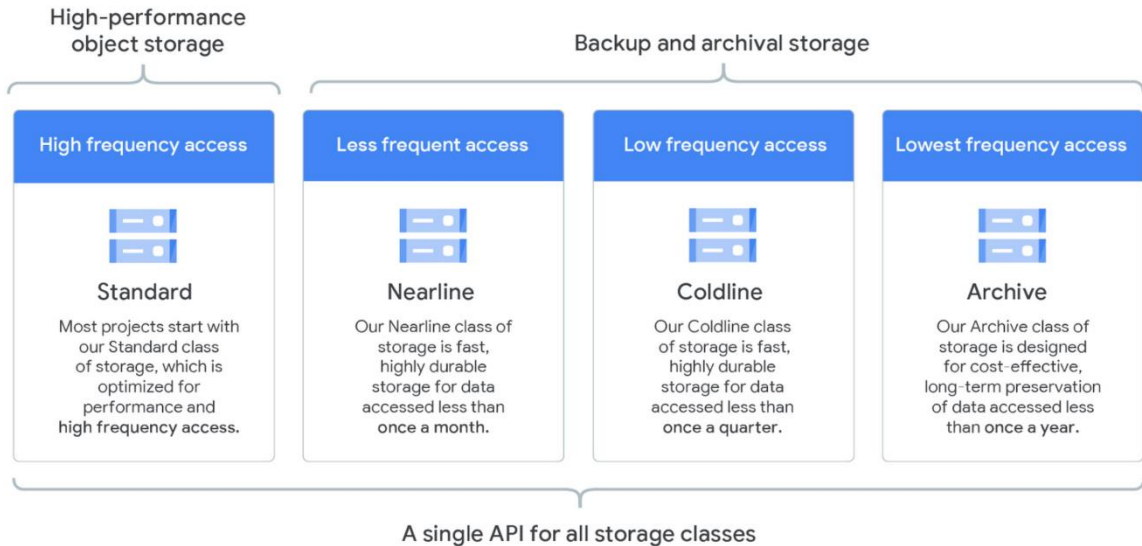 High-performance
object storage
Backup and archival storage
High frequency access
Standard
Most projects start with
our Standard class
of storage, which is
optimized for
performance and
high frequency access.
Less frequent access
Nearline
Our Nearline class of
storage is fast,
highly durable
storage for data
accessed less than
once a month.
Low frequency access
Coldline
Our Coldline class
of storage is fast,
highly durable
storage for data
accessed less than
once a quarter.
Lowest frequency access
Archive
Our Archive class of
storage is designed
for cost-effective,
long-term preservation
of data accessed less
than once a year.
A single API for all storage classes